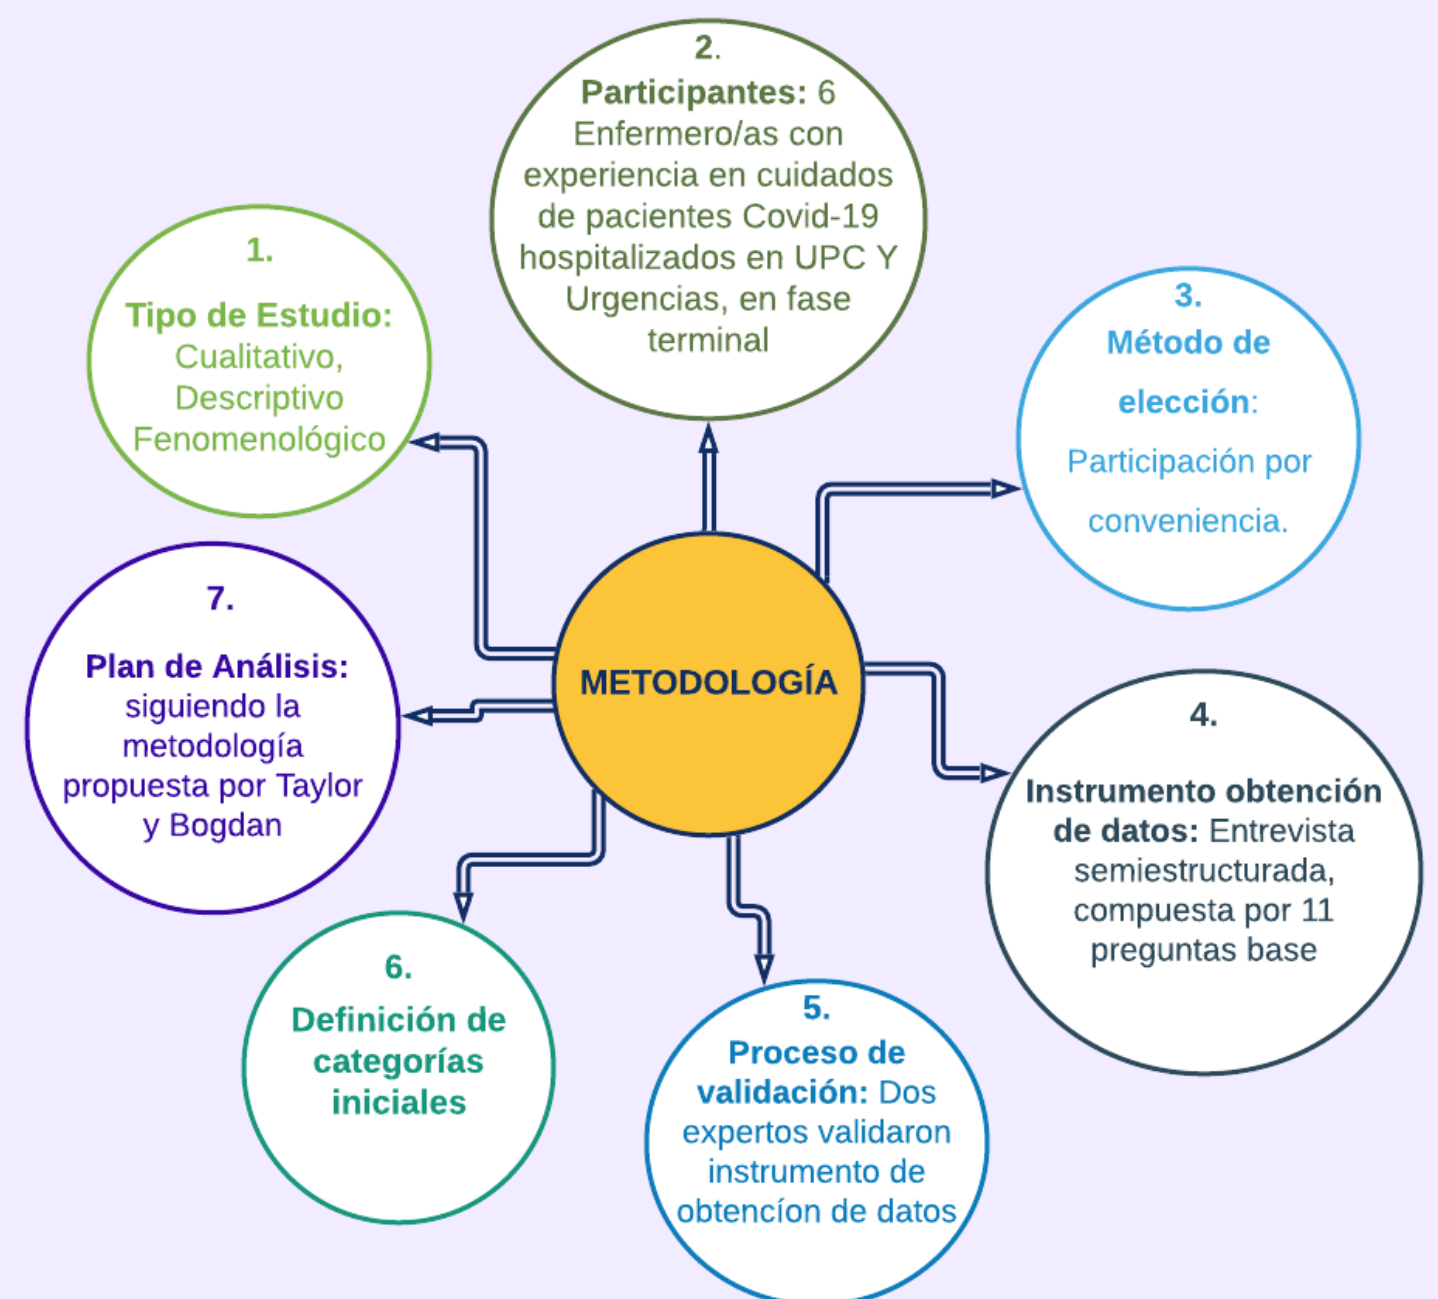 1.
Tipo de Estudio:
Cualitativo,
Descriptivo
Fenomenológico
2.
Participantes: 6
Enfermero/as con
experiencia en cuidados
de pacientes Covid-19
hospitalizados en UPC Y
Urgencias, en fase
terminal
3.
Método de
elección:
Participación por
conveniencia.
METODOLOGÍA
4.
Instrumento obtención
de datos: Entrevista
semiestructurada,
compuesta por 11
preguntas base
5.
Proceso de
validación: Dos
expertos validaron
instrumento de
obtencíon de datos
6.
Definición de
categorías
iniciales
7.
Plan de Análisis:
siguiendo la
metodología
propuesta por Taylor
y Bogdan